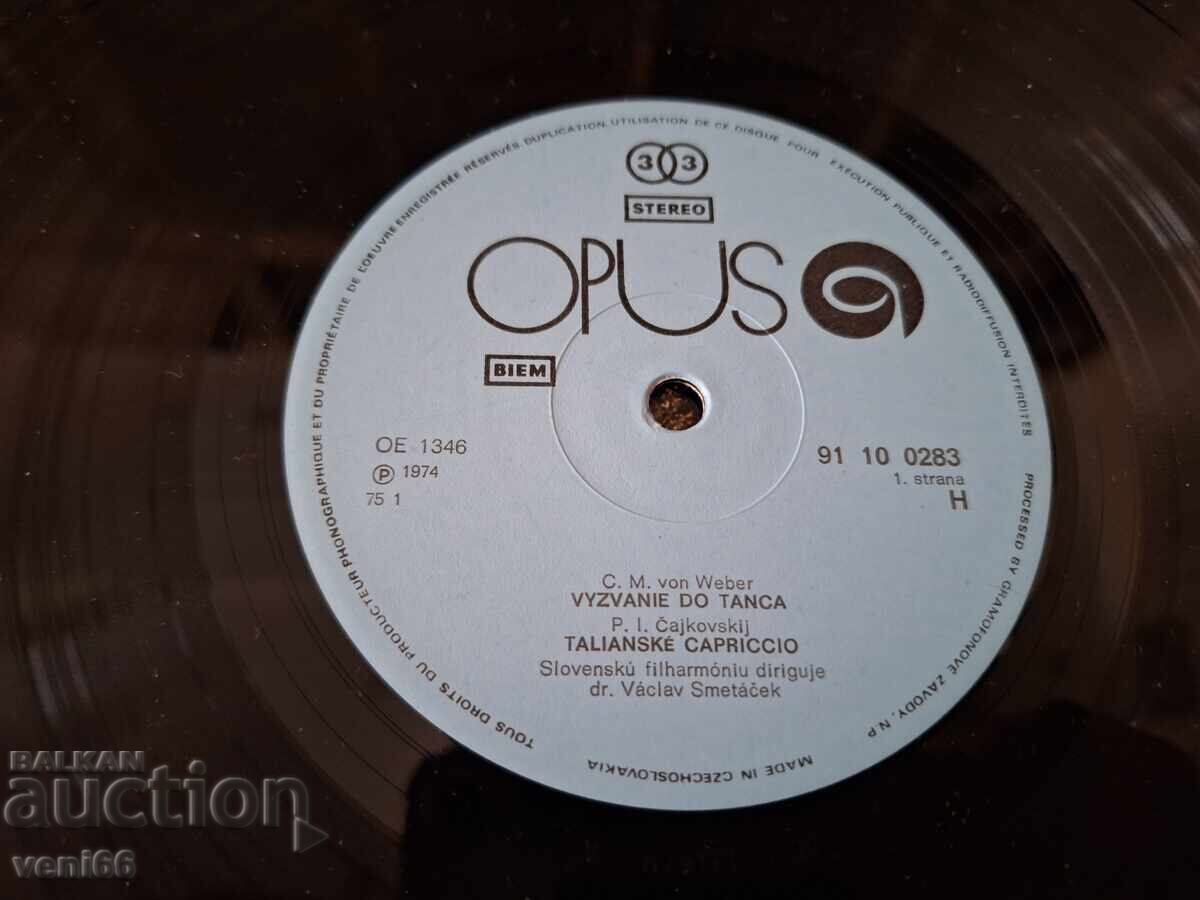 TOUS DROITS DU PRODUCTEUR PHONOGRAPHIQUE ET DU PROPRIÉTAIRE DE L'OEUVRE ENREGISTRÉE RÉSERVÉS. DUPLICATION, UTILISATION DE CE DISQUE POUR EXÉCUTION PUBLIQUE ET RADIODIFFUSION INTERDITES
PROCESSED BY GRAMOFONOVÉ ZÁVODY, N.P
MADE IN CZECHOSLOVAKIA
33
STEREO
OPUS
BIEM
OE 1346
℗ 1974
75 1
91 10 0283
1. strana
H
C. M. von Weber
VYZVANIE DO TANCA
P. I. Čajkovskij
TALIANSKÉ CAPRICCIO
Slovenskú filharmóniu diriguje
dr. Václav Smetáček
BALKAN
auction
veni66